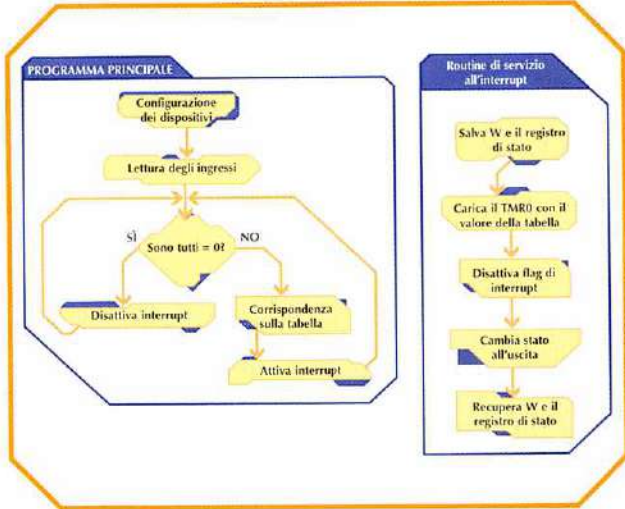 PROGRAMMA PRINCIPALE
Configurazione
dei dispositivi
Lettura degli ingressi
SÌ
Sono tutti = 0?
NO
Disattiva interrupt
Corrispondenza
sulla tabella
Attiva interrupt
Routine di servizio
all'interrupt
Salva W e il registro
di stato
Carica il TMR0 con il
valore della tabella
Disattiva flag di
interrupt
Cambia stato
all'uscita
Recupera W e il
registro di stato